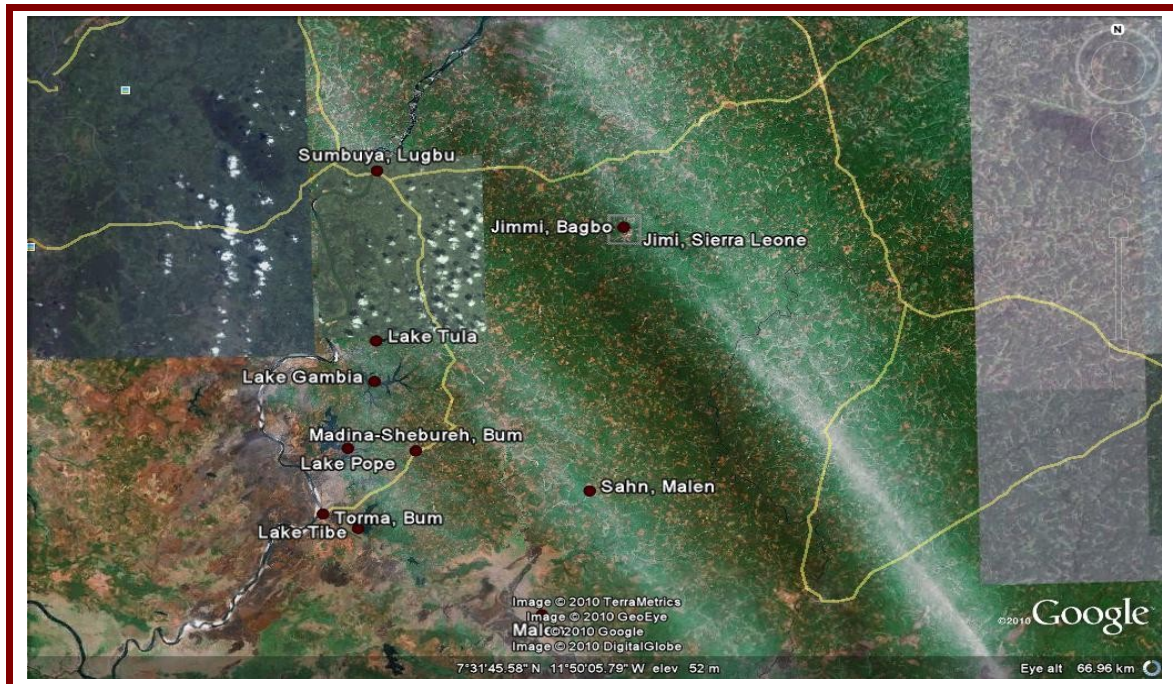 N
Sumbuya, Lugbu
Jimmi, Bagbo
Jimi, Sierra Leone
Lake Tula
Lake Gambia
Madina-Shebureh, Bum
Lake Pope
Sahn, Malen
Torma, Bum
Lake Tibe
Image © 2010 TerraMetrics
Image © 2010 GeoEye
© 2010 Google
Image © 2010 DigitalGlobe
©2010 Google
7°31'45.58" N 11°50'05.79" W elev 52 m
Eye alt 66.96 km